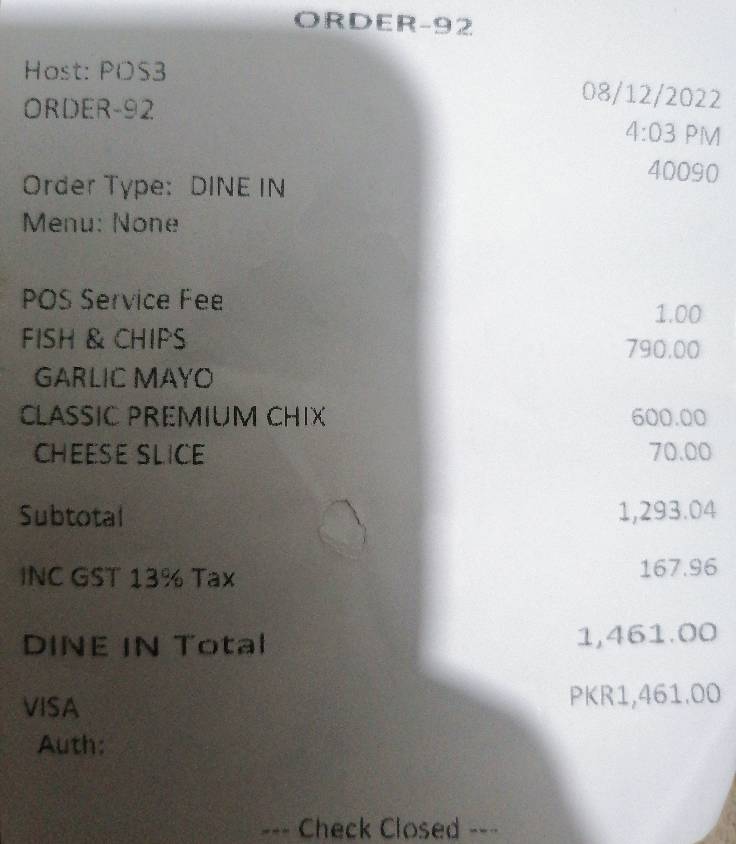 ORDER-92
Host: POS3 08/12/2022
ORDER-92 4:03 PM
40090
Order Type: DINE IN
Menu: None
POS Service Fee 1.00
FISH & CHIPS 790.00
GARLIC MAYO
CLASSIC PREMIUM CHIX 600.00
CHEESE SLICE 70.00
Subtotal 1,293.04
INC GST 13% Tax 167.96
DINE IN Total 1,461.00
VISA PKR1,461.00
Auth:
--- Check Closed ---